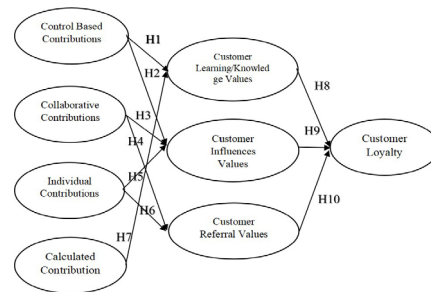 Control Based
Contributions
H1
H2
Customer
Learning/Knowled
ge Values
Collaborative
Contributions
H3
H4
H8
Customer
Influences
Values
H9
Customer
Loyalty
Individual
Contributions
H5
H6
H10
Customer
Referral Values
H7
Calculated
Contribution